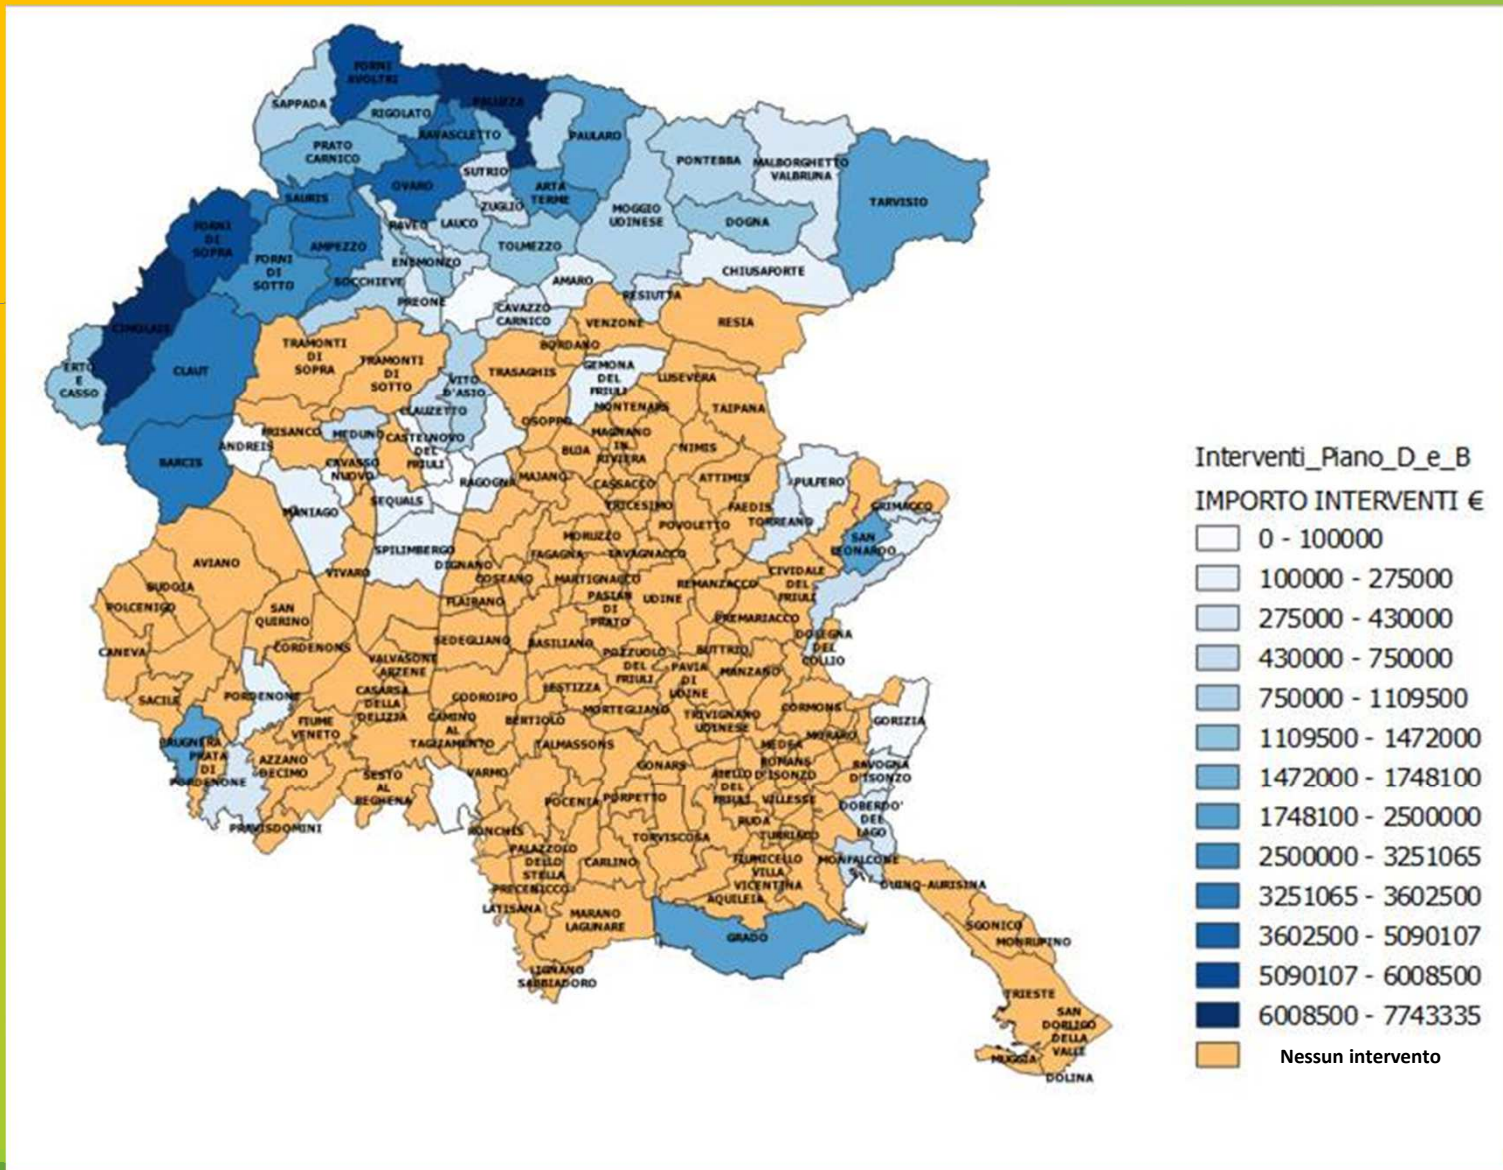 FORNI
AVOLTRI
SAPPADA
PALUZZA
RIGOLATO
RAVASCLETTO
PAULARO
PRATO
CARNICO
PONTEBBA
MALBORGHETTO
VALBRUNA
SUTRIO
OVARO
ARTA
TERME
SAURIS
TARVISIO
ZUGLIO
MOGGIO
UDINESE
RAVEO
LAUCO
DOGNA
FORNI
DI
SOPRA
AMPEZZO
TOLMEZZO
FORNI
DI
SOTTO
ENEMONZO
CHIUSAFORTE
SOCCHIEVE
AMARO
PREONE
RESIUTTA
CAVAZZO
CARNICO
CIMOLAIS
VENZONE
RESIA
TRAMONTI
DI
SOPRA
BORDANO
TRAMONTI
DI
SOTTO
ERTO
E
CASSO
CLAUT
TRASAGHIS
GEMONA
DEL
FRIULI
LUSEVERA
VITO
D'ASIO
CLAUZETTO
MONTENARS
TAIPANA
OSOPPO
FRISANCO
MEDUNO
CASTELNOVO
DEL
FRIULI
MAGNANO
IN
RIVIERA
ANDREIS
BUJA
NIMIS
BARCIS
CAVASSO
NUOVO
RAGOGNA
MAJANO
CASSACCO
ATTIMIS
PULFERO
MANIAGO
SEQUALS
TRICESIMO
FAEDIS
GRIMACCO
POVOLETTO
TORREANO
SAN
LEONARDO
MORUZZO
SPILIMBERGO
FAGAGNA
TAVAGNACCO
AVIANO
DIGNANO
VIVARO
COSEANO
MARTIGNACCO
REMANZACCO
CIVIDALE
DEL
FRIULI
BUDOIA
POLCENIGO
FLAIBANO
PASIAN
DI
PRATO
UDINE
SAN
QUIRINO
PREMARIACCO
CANEVA
CORDENONS
SEDEGLIANO
BASILIANO
DOLEGNA
DEL
COLLIO
VALVASONE
ARZENE
POZZUOLO
DEL
FRIULI
BUTTRIO
PAVIA
DI
UDINE
MANZANO
SACILE
PORDENONE
CASARSA
DELLA
DELIZIA
CODROIPO
LESTIZZA
MORTEGLIANO
CORMONS
FIUME
VENETO
CAMINO
AL
TAGLIAMENTO
BERTIOLO
TRIVIGNANO
UDINESE
GORIZIA
MORARO
BRUGNERA
TALMASSONS
MEDEA
PRATA
DI
PORDENONE
AZZANO
DECIMO
GONARS
ROMANS
D'ISONZO
SAVOGNA
D'ISONZO
SESTO
AL
REGHENA
VARMO
AIELLO
DEL
FRIULI
VILLESSE
POCENIA
PORPETTO
DOBERDO'
DEL
LAGO
PRAVISDOMINI
RONCHIS
RUDA
TURRIACO
TORVISCOSA
PALAZZOLO
DELLO
STELLA
CARLINO
FIUMICELLO
VILLA
VICENTINA
MONFALCONE
PRECENICCO
DUINO-AURISINA
AQUILEIA
LATISANA
MARANO
LAGUNARE
SGONICO
GRADO
MONRUPINO
LIGNANO
SABBIADORO
TRIESTE
SAN
DORLIGO
DELLA
VALLE
MUGGIA
DOLINA
Interventi_Piano_D_e_B
IMPORTO INTERVENTI €
0 - 100000
100000 - 275000
275000 - 430000
430000 - 750000
750000 - 1109500
1109500 - 1472000
1472000 - 1748100
1748100 - 2500000
2500000 - 3251065
3251065 - 3602500
3602500 - 5090107
5090107 - 6008500
6008500 - 7743335
Nessun intervento